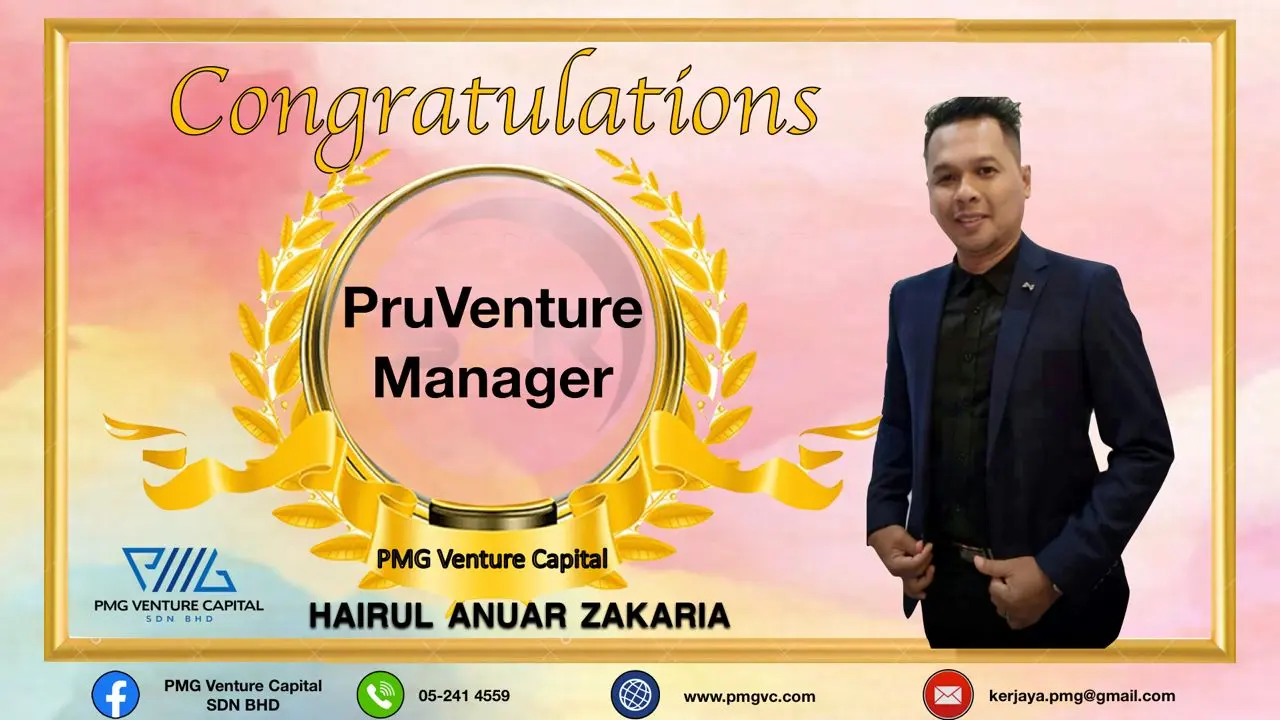 Congratulations
PruVenture
Manager
PMG Venture Capital
PMG
PMG VENTURE CAPITAL
SDN BHD
HAIRUL ANUAR ZAKARIA
PMG Venture Capital
SDN BHD
05-241 4559
www.pmgvc.com
kerjaya.pmg@gmail.com